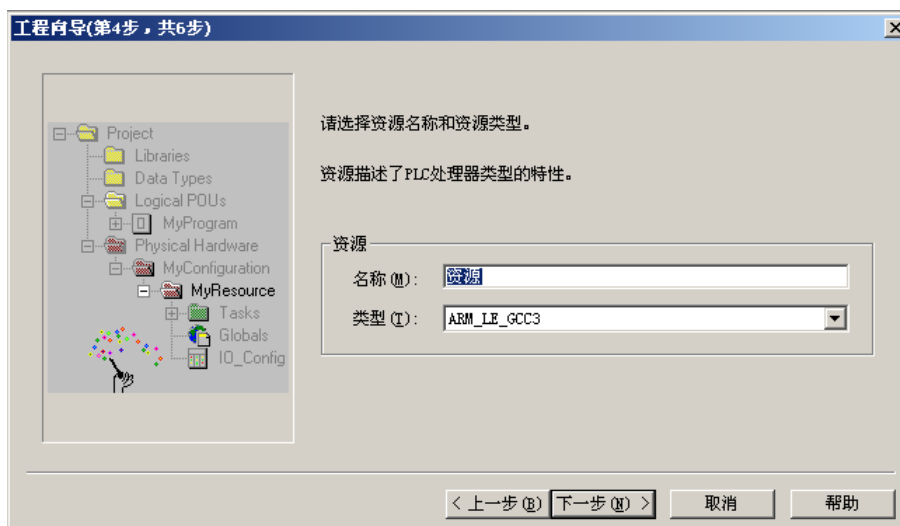 工程向导(第4步，共6步)
Project
Libraries
Data Types
Logical POUs
MyProgram
Physical Hardware
MyConfiguration
MyResource
Tasks
Globals
IO_Config
请选择资源名称和资源类型。
资源描述了PLC处理器类型的特性。
资源
名称(M): 资源
类型(T): ARM_LE_GCC3
< 上一步(B) 下一步(N) > 取消 帮助